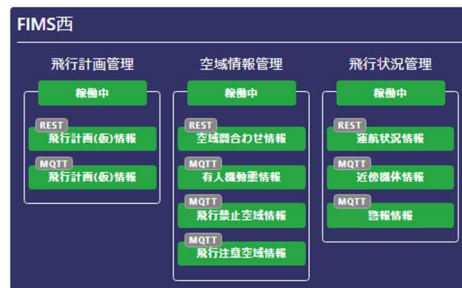 FIMS西
飛行計画管理
稼働中
REST
飛行計画(仮)情報
MQTT
飛行計画(仮)情報
空域情報管理
稼働中
REST
空域問合わせ情報
MQTT
有人機動態情報
MQTT
飛行禁止空域情報
MQTT
飛行注意空域情報
飛行状況管理
稼働中
REST
運航状況情報
MQTT
近傍機体情報
MQTT
警報情報